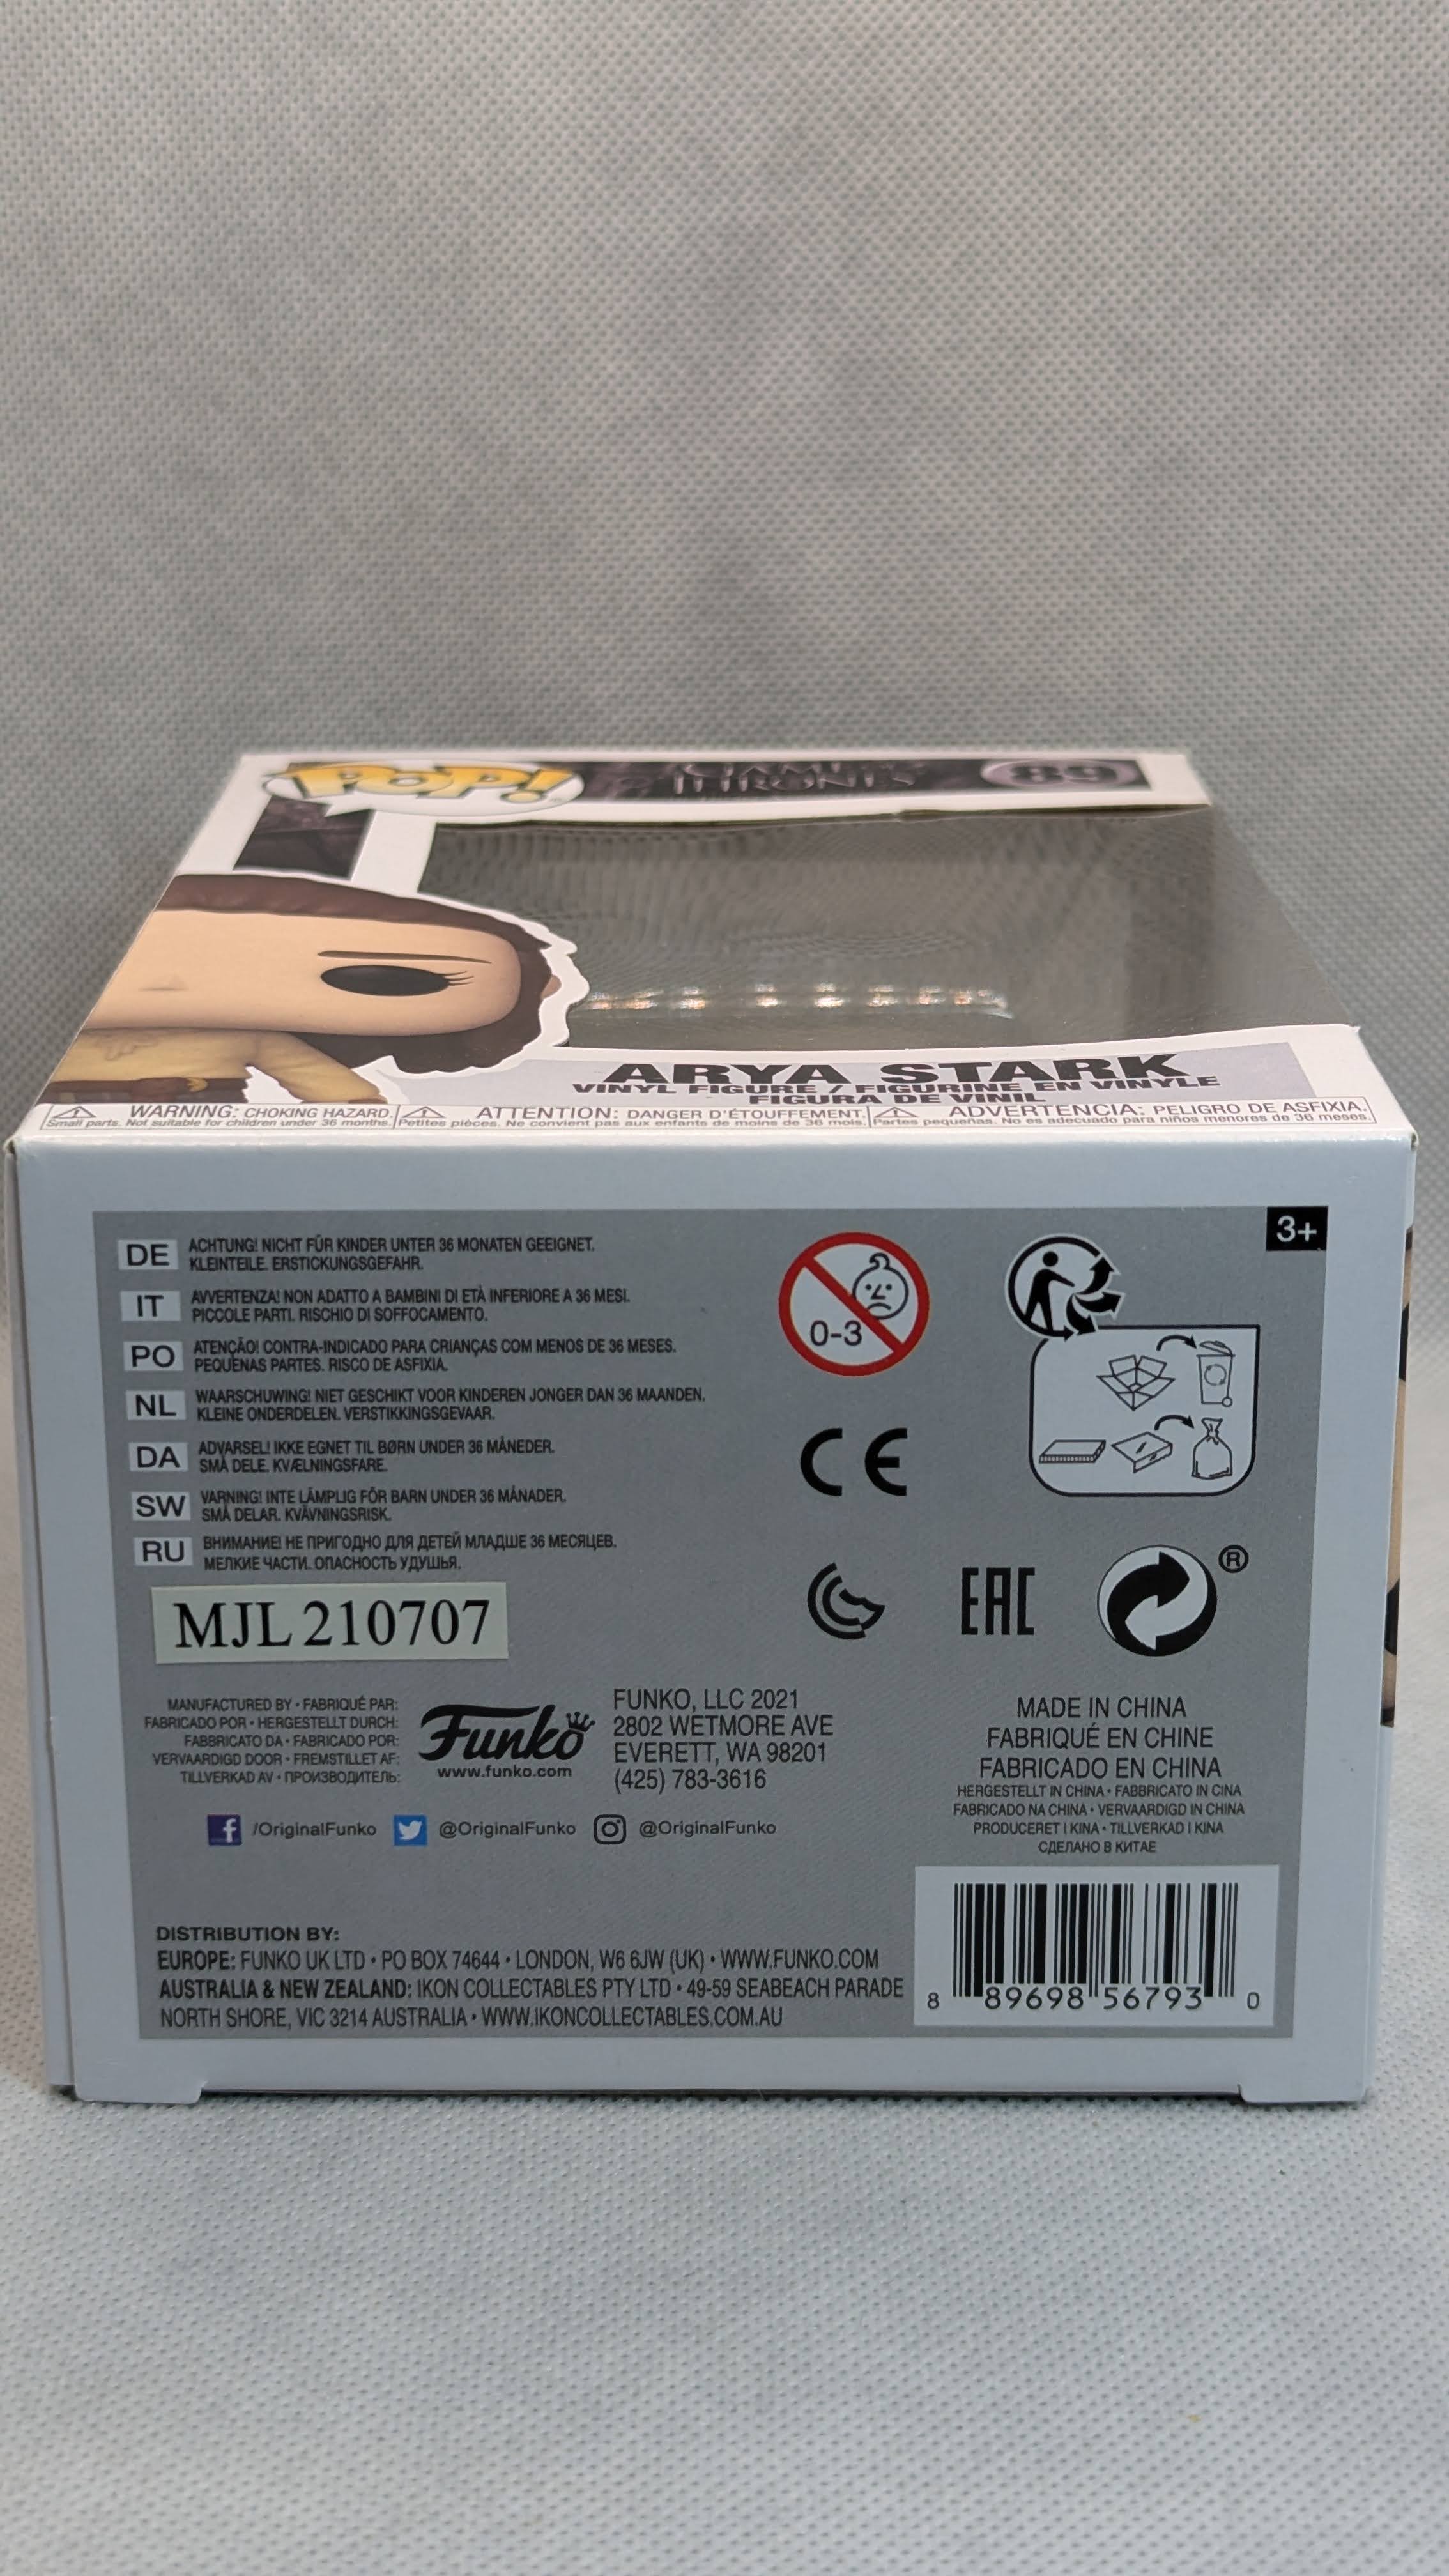 POP!
GAME OF
THRONES
89
ARYA STARK
VINYL FIGURE / FIGURINE EN VINYLE
FIGURA DE VINIL
WARNING: CHOKING HAZARD.
Small parts. Not suitable for children under 36 months.
ATTENTION: DANGER D'ÉTOUFFEMENT.
Petites pièces. Ne convient pas aux enfants de moins de 36 mois.
ADVERTENCIA: PELIGRO DE ASFIXIA.
Partes pequeñas. No es adecuado para niños menores de 36 meses.
3+
DE ACHTUNG! NICHT FÜR KINDER UNTER 36 MONATEN GEEIGNET.
KLEINTEILE. ERSTICKUNGSGEFAHR.
IT AVVERTENZA! NON ADATTO A BAMBINI DI ETÀ INFERIORE A 36 MESI.
PICCOLE PARTI. RISCHIO DI SOFFOCAMENTO.
PO ATENÇÃO! CONTRA-INDICADO PARA CRIANÇAS COM MENOS DE 36 MESES.
PEQUENAS PARTES. RISCO DE ASFIXIA.
NL WAARSCHUWING! NIET GESCHIKT VOOR KINDEREN JONGER DAN 36 MAANDEN.
KLEINE ONDERDELEN. VERSTIKKINGSGEVAAR.
DA ADVARSEL! IKKE EGNET TIL BØRN UNDER 36 MÅNEDER.
SMÅ DELE. KVÆLNINGSFARE.
SW VARNING! INTE LÄMPLIG FÖR BARN UNDER 36 MÅNADER.
SMÅ DELAR. KVÄVNINGSRISK.
RU ВНИМАНИЕ! НЕ ПРИГОДНО ДЛЯ ДЕТЕЙ МЛАДШЕ 36 МЕСЯЦЕВ.
МЕЛКИЕ ЧАСТИ. ОПАСНОСТЬ УДУШЬЯ.
0-3
CE
EAC
®
MJL 210707
MANUFACTURED BY • FABRIQUÉ PAR:
FABRICADO POR • HERGESTELLT DURCH:
FABBRICATO DA • FABRICADO POR:
VERVAARDIGD DOOR • FREMSTILLET AF:
TILLVERKAD AV • ПРОИЗВОДИТЕЛЬ:
Funko
www.funko.com
FUNKO, LLC 2021
2802 WETMORE AVE
EVERETT, WA 98201
(425) 783-3616
MADE IN CHINA
FABRIQUÉ EN CHINE
FABRICADO EN CHINA
HERGESTELLT IN CHINA • FABBRICATO IN CINA
FABRICADO NA CHINA • VERVAARDIGD IN CHINA
PRODUCERET I KINA • TILLVERKAD I KINA
СДЕЛАНО В КИТАЕ
f /OriginalFunko @OriginalFunko @OriginalFunko
DISTRIBUTION BY:
EUROPE: FUNKO UK LTD • PO BOX 74644 • LONDON, W6 6JW (UK) • WWW.FUNKO.COM
AUSTRALIA & NEW ZEALAND: IKON COLLECTABLES PTY LTD • 49-59 SEABEACH PARADE
NORTH SHORE, VIC 3214 AUSTRALIA • WWW.IKONCOLLECTABLES.COM.AU
8 89698 56793 0